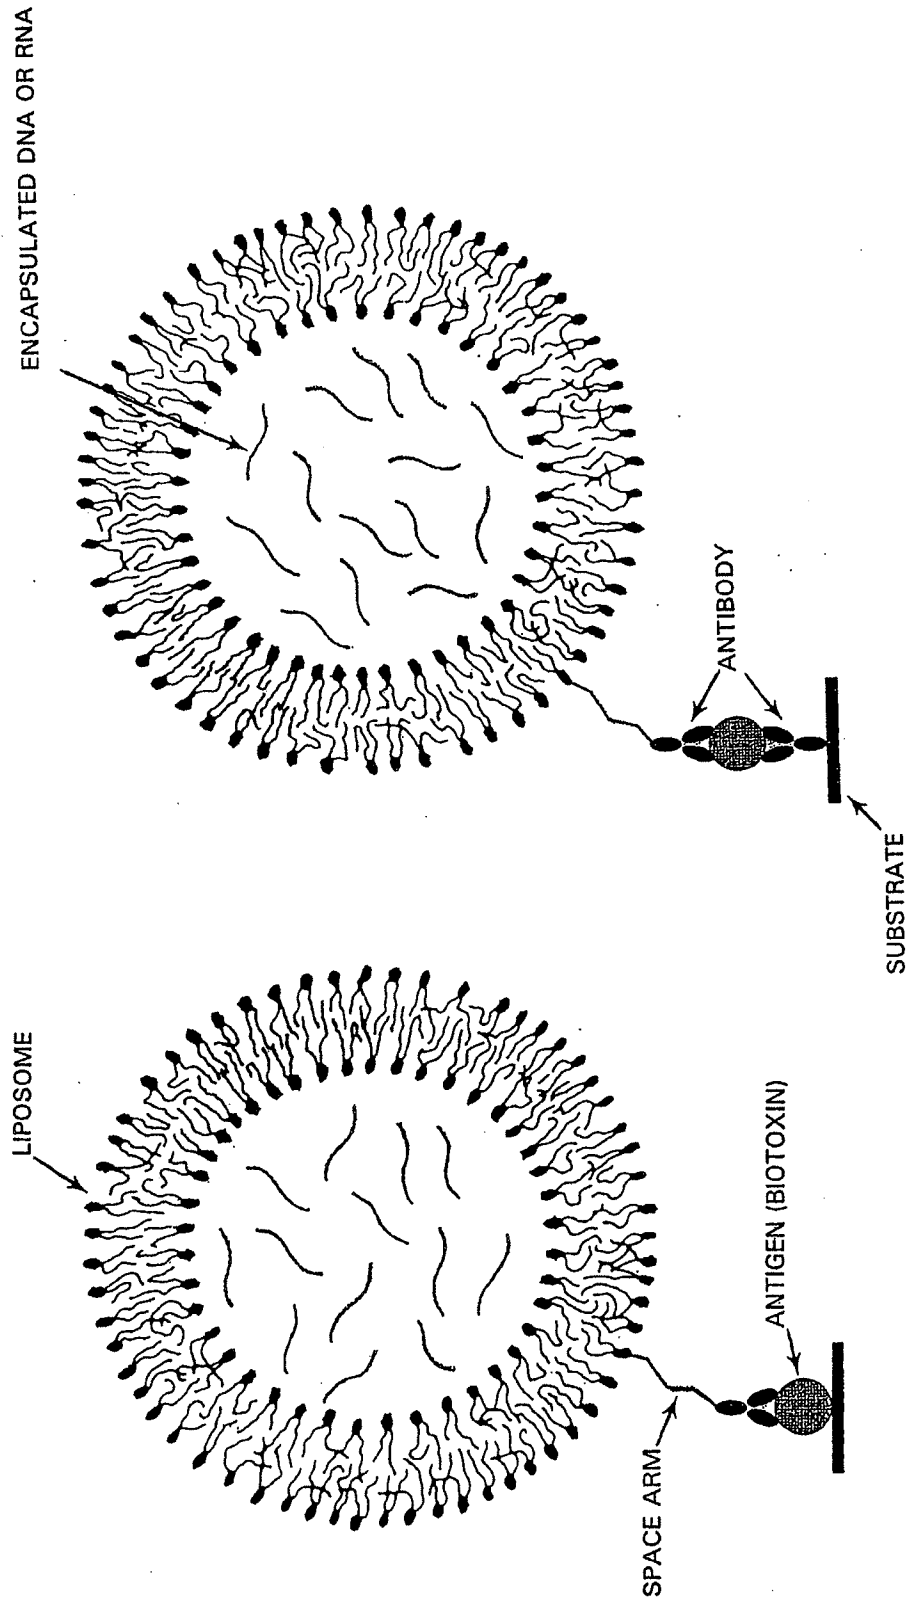 LIPOSOME
ENCAPSULATED DNA OR RNA
SPACE ARM
ANTIGEN (BIOTOXIN)
ANTIBODY
SUBSTRATE